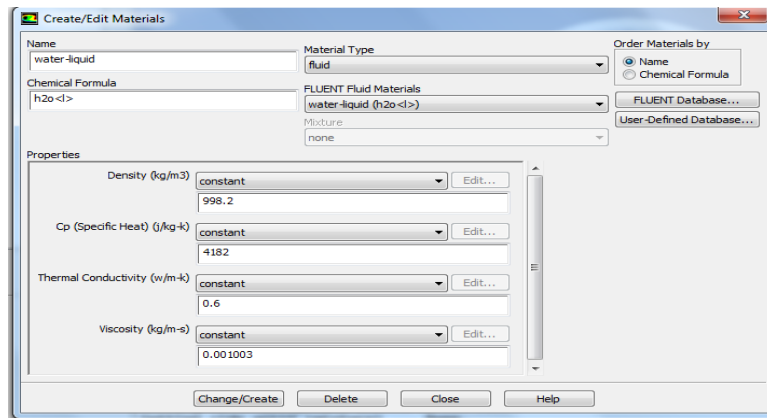 Create/Edit Materials
Name
water-liquid
Material Type
fluid
Order Materials by
Name
Chemical Formula
Chemical Formula
h2o<l>
FLUENT Fluid Materials
water-liquid (h2o<l>)
FLUENT Database...
Mixture
none
User-Defined Database...
Properties
Density (kg/m3) constant Edit...
998.2
Cp (Specific Heat) (j/kg-k) constant Edit...
4182
Thermal Conductivity (w/m-k) constant Edit...
0.6
Viscosity (kg/m-s) constant Edit...
0.001003
Change/Create Delete Close Help